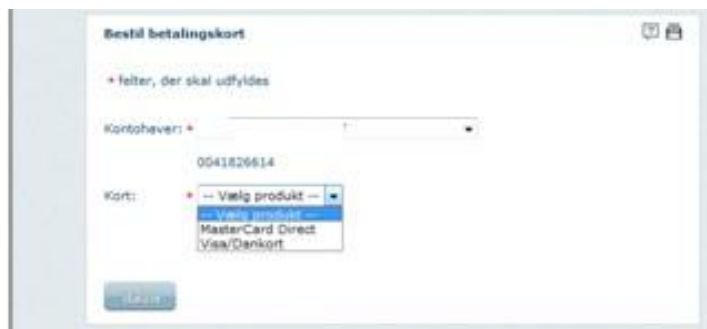 Bestil betalingskort
* felter, der skal udfyldes
Kontohaver: *
0041826614
Kort: * -- Vælg produkt --
-- Vælg produkt --
MasterCard Direct
Visa/Dankort